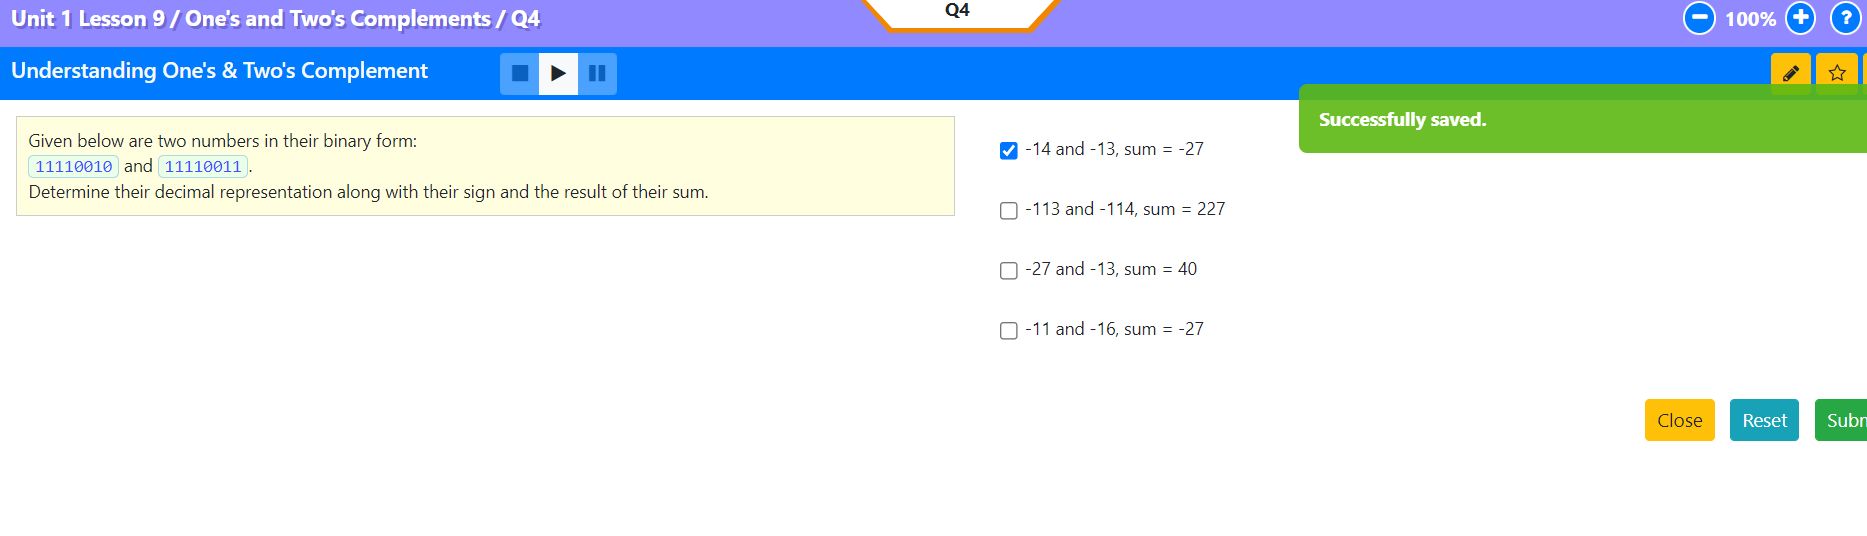 Unit 1 Lesson 9 / One's and Two's Complements / Q4
Q4
100%
?
Understanding One's & Two's Complement
Successfully saved.
Given below are two numbers in their binary form:
11110010 and 11110011.
Determine their decimal representation along with their sign and the result of their sum.
-14 and -13, sum = -27
-113 and -114, sum = 227
-27 and -13, sum = 40
-11 and -16, sum = -27
Close
Reset